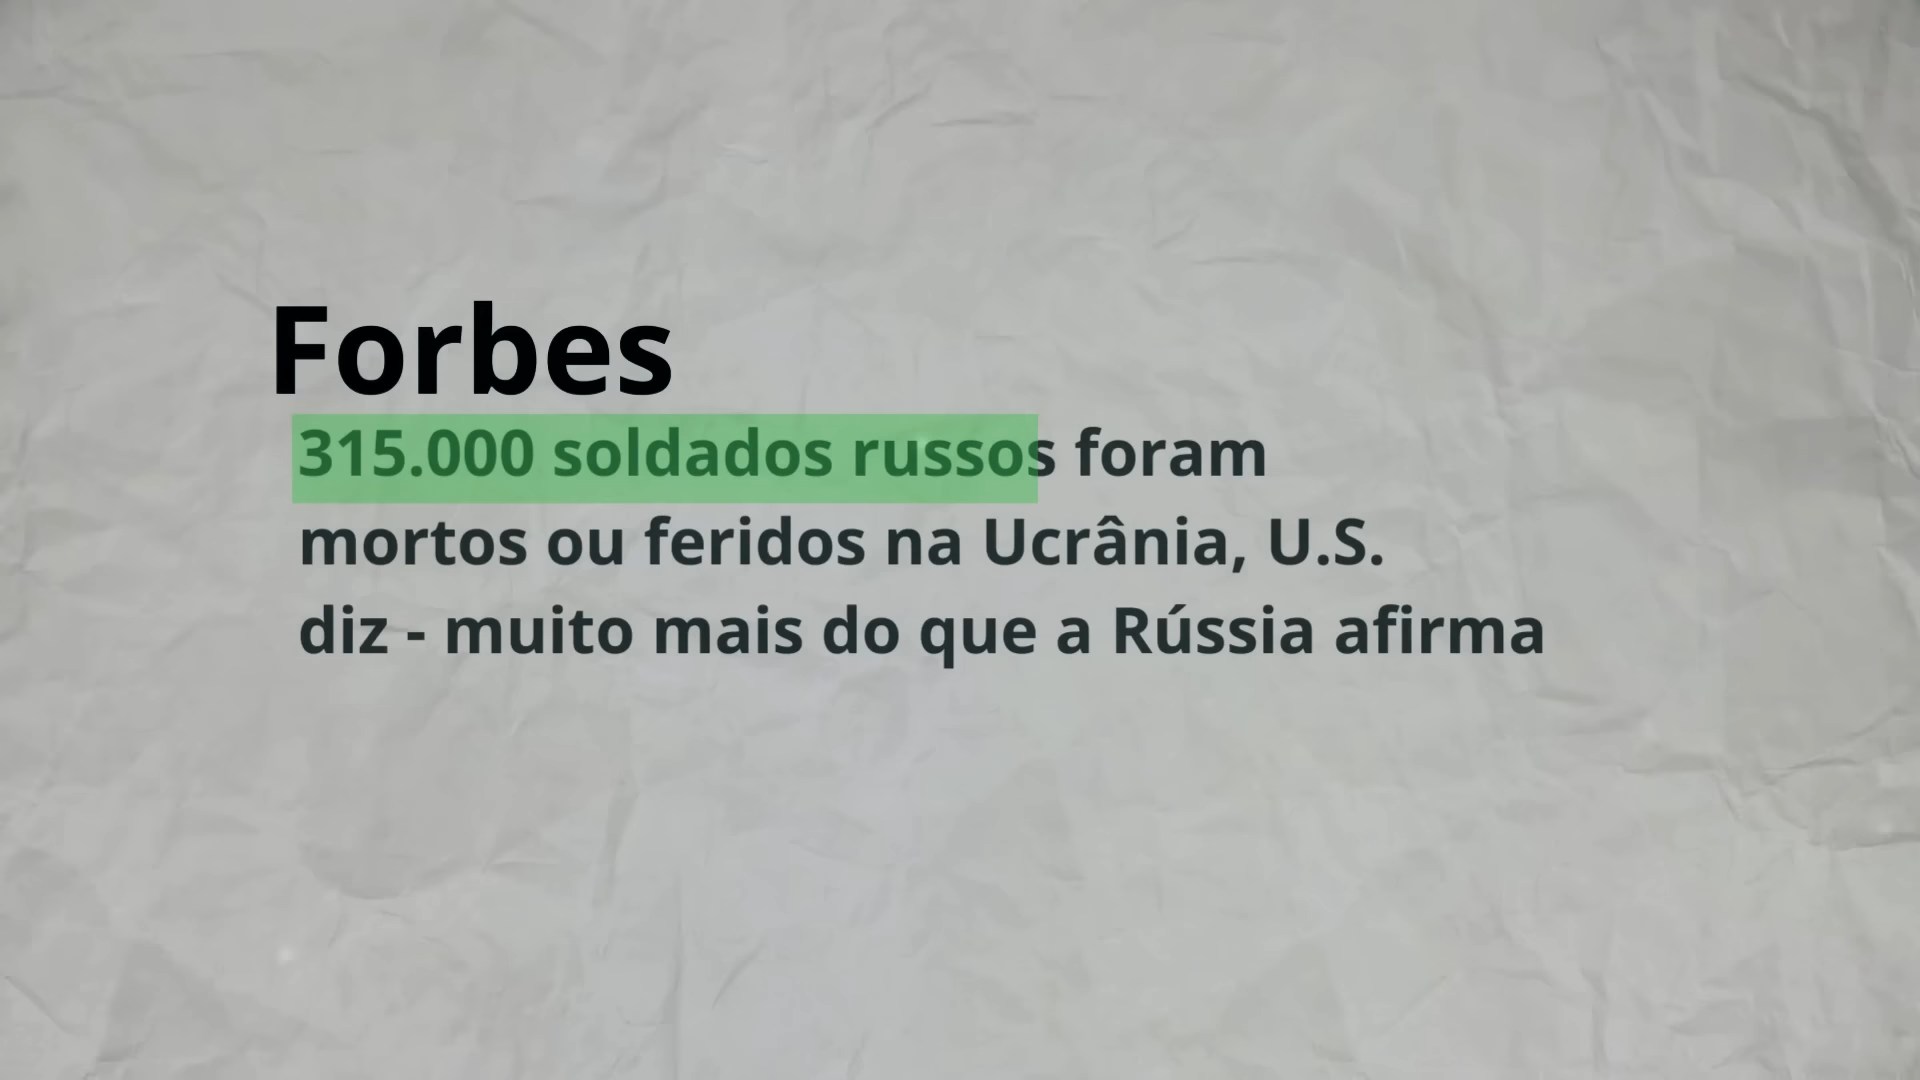 Forbes
315.000 soldados russos foram
mortos ou feridos na Ucrânia, U.S.
diz - muito mais do que a Rússia afirma